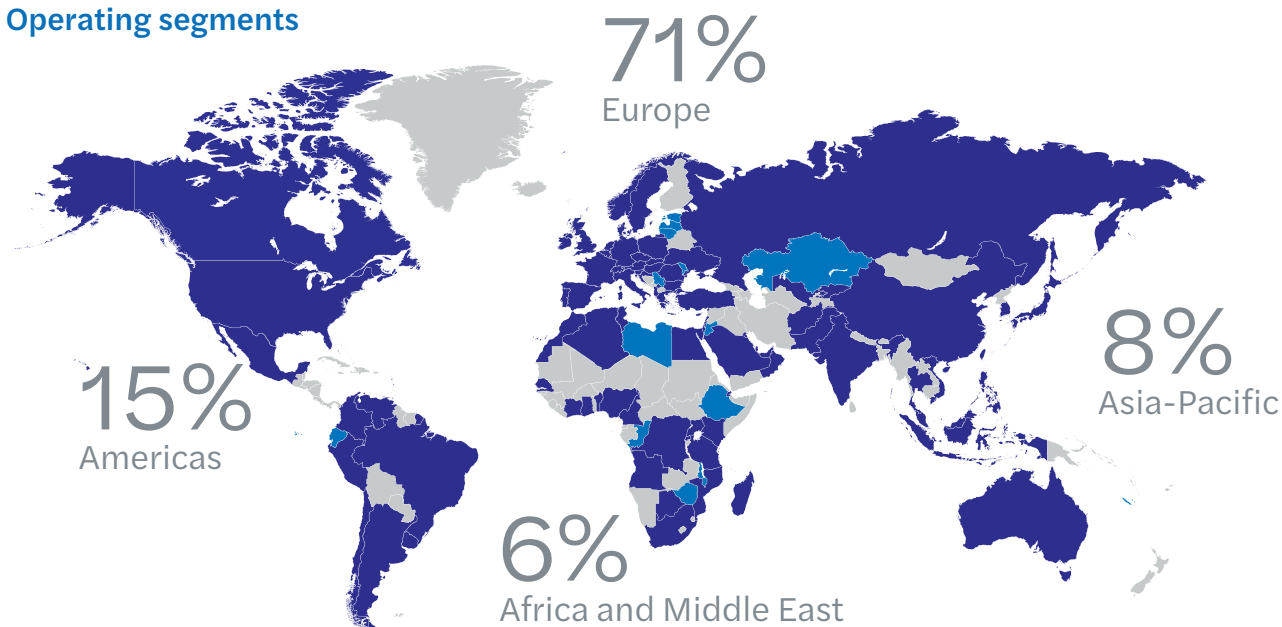 Operating segments
71%
Europe
15%
Americas
8%
Asia-Pacific
6%
Africa and Middle East